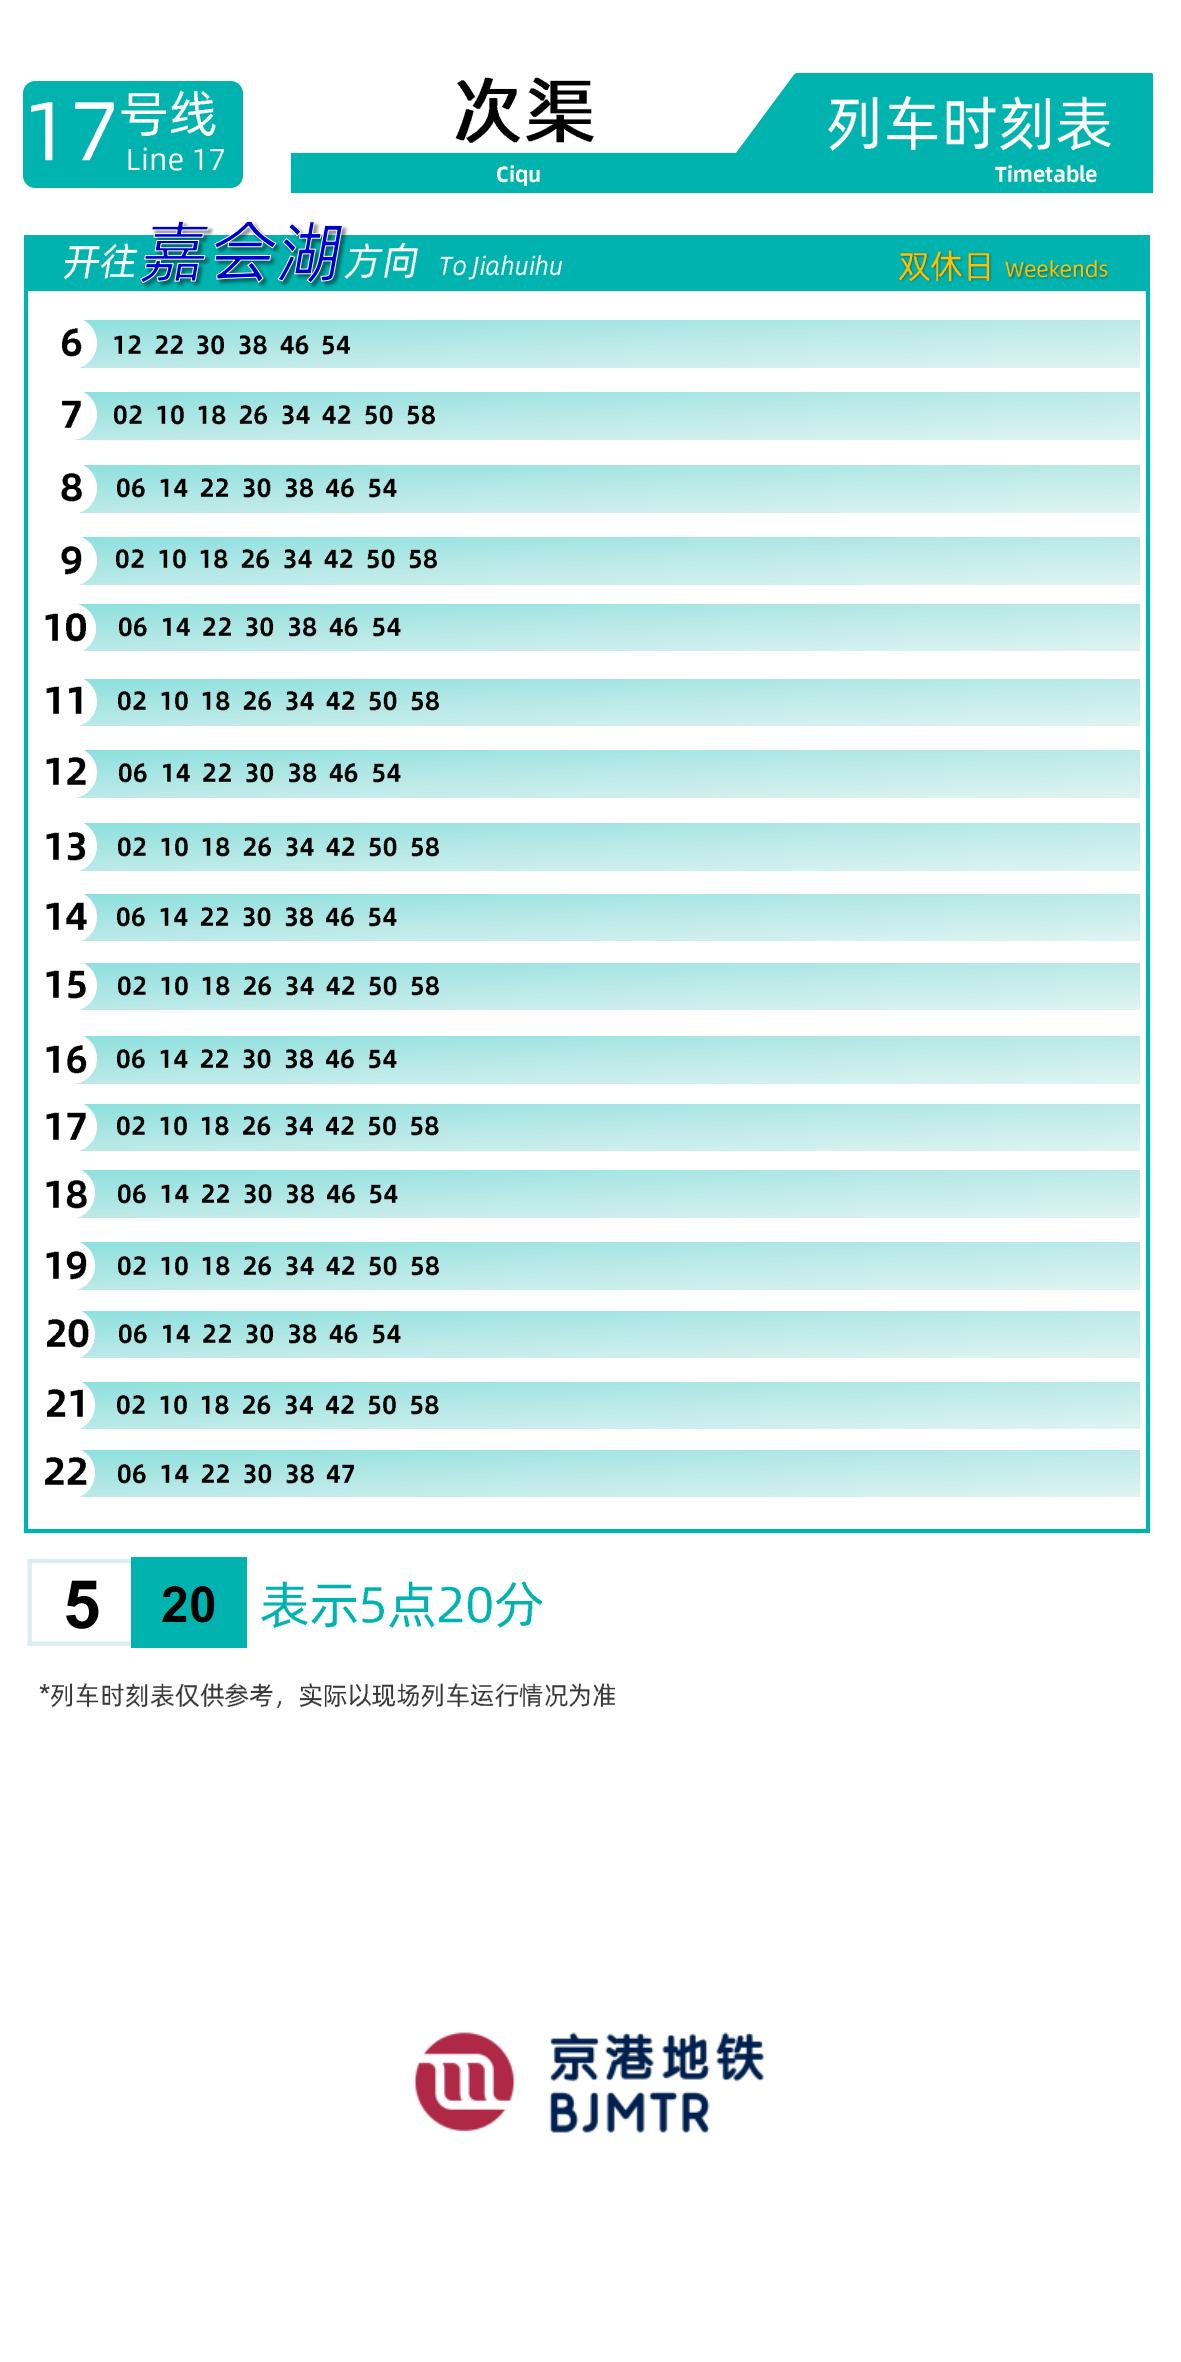 17号线
Line 17
次渠
Ciqu
列车时刻表
Timetable
开往嘉会湖方向 To Jiahuihu 双休日 Weekends
6 12 22 30 38 46 54
7 02 10 18 26 34 42 50 58
8 06 14 22 30 38 46 54
9 02 10 18 26 34 42 50 58
10 06 14 22 30 38 46 54
11 02 10 18 26 34 42 50 58
12 06 14 22 30 38 46 54
13 02 10 18 26 34 42 50 58
14 06 14 22 30 38 46 54
15 02 10 18 26 34 42 50 58
16 06 14 22 30 38 46 54
17 02 10 18 26 34 42 50 58
18 06 14 22 30 38 46 54
19 02 10 18 26 34 42 50 58
20 06 14 22 30 38 46 54
21 02 10 18 26 34 42 50 58
22 06 14 22 30 38 47
5 20 表示5点20分
*列车时刻表仅供参考，实际以现场列车运行情况为准
京港地铁
BJMTR